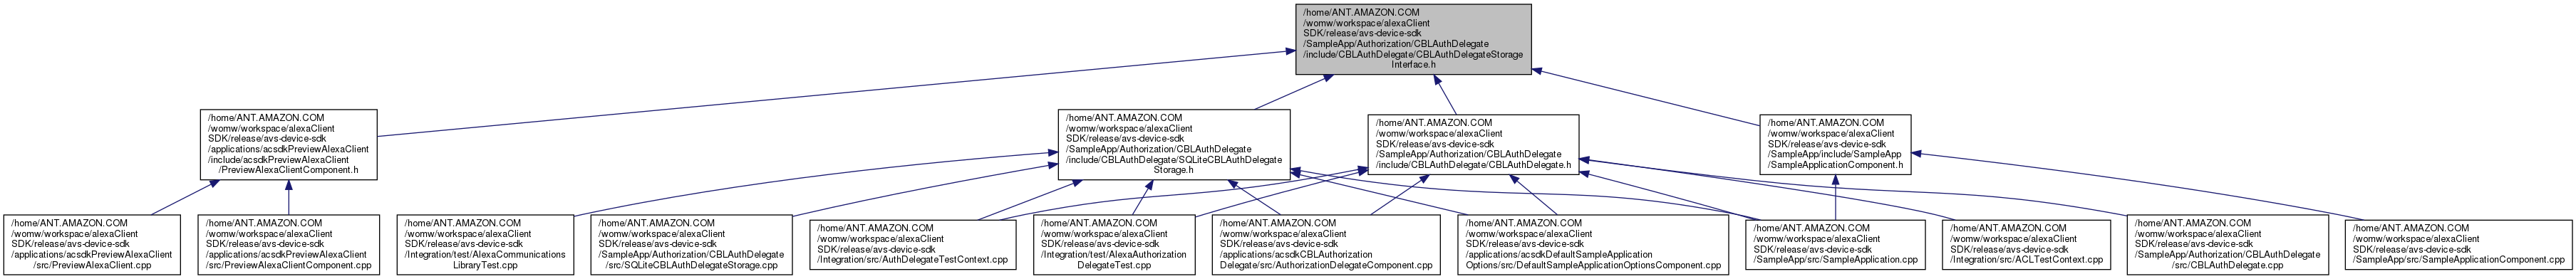 /home/ANT.AMAZON.COM
/womw/workspace/alexaClient
SDK/release/avs-device-sdk
/SampleApp/Authorization/CBLAuthDelegate
/include/CBLAuthDelegate/CBLAuthDelegateStorage
Interface.h
/home/ANT.AMAZON.COM
/womw/workspace/alexaClient
SDK/release/avs-device-sdk
/applications/acsdkPreviewAlexaClient
/include/acsdkPreviewAlexaClient
/PreviewAlexaClientComponent.h
/home/ANT.AMAZON.COM
/womw/workspace/alexaClient
SDK/release/avs-device-sdk
/SampleApp/Authorization/CBLAuthDelegate
/include/CBLAuthDelegate/SQLiteCBLAuthDelegate
Storage.h
/home/ANT.AMAZON.COM
/womw/workspace/alexaClient
SDK/release/avs-device-sdk
/SampleApp/Authorization/CBLAuthDelegate
/include/CBLAuthDelegate/CBLAuthDelegate.h
/home/ANT.AMAZON.COM
/womw/workspace/alexaClient
SDK/release/avs-device-sdk
/SampleApp/include/SampleApp
/SampleApplicationComponent.h
/home/ANT.AMAZON.COM
/womw/workspace/alexaClient
SDK/release/avs-device-sdk
/applications/acsdkPreviewAlexaClient
/src/PreviewAlexaClient.cpp
/home/ANT.AMAZON.COM
/womw/workspace/alexaClient
SDK/release/avs-device-sdk
/applications/acsdkPreviewAlexaClient
/src/PreviewAlexaClientComponent.cpp
/home/ANT.AMAZON.COM
/womw/workspace/alexaClient
SDK/release/avs-device-sdk
/Integration/test/AlexaCommunications
LibraryTest.cpp
/home/ANT.AMAZON.COM
/womw/workspace/alexaClient
SDK/release/avs-device-sdk
/SampleApp/Authorization/CBLAuthDelegate
/src/SQLiteCBLAuthDelegateStorage.cpp
/home/ANT.AMAZON.COM
/womw/workspace/alexaClient
SDK/release/avs-device-sdk
/Integration/src/AuthDelegateTestContext.cpp
/home/ANT.AMAZON.COM
/womw/workspace/alexaClient
SDK/release/avs-device-sdk
/Integration/test/AlexaAuthorization
DelegateTest.cpp
/home/ANT.AMAZON.COM
/womw/workspace/alexaClient
SDK/release/avs-device-sdk
/applications/acsdkCBLAuthorization
Delegate/src/AuthorizationDelegateComponent.cpp
/home/ANT.AMAZON.COM
/womw/workspace/alexaClient
SDK/release/avs-device-sdk
/applications/acsdkDefaultSampleApplication
Options/src/DefaultSampleApplicationOptionsComponent.cpp
/home/ANT.AMAZON.COM
/womw/workspace/alexaClient
SDK/release/avs-device-sdk
/SampleApp/src/SampleApplication.cpp
/home/ANT.AMAZON.COM
/womw/workspace/alexaClient
SDK/release/avs-device-sdk
/Integration/src/ACLTestContext.cpp
/home/ANT.AMAZON.COM
/womw/workspace/alexaClient
SDK/release/avs-device-sdk
/SampleApp/Authorization/CBLAuthDelegate
/src/CBLAuthDelegate.cpp
/home/ANT.AMAZON.COM
/womw/workspace/alexaClient
SDK/release/avs-device-sdk
/SampleApp/src/SampleApplicationComponent.cpp